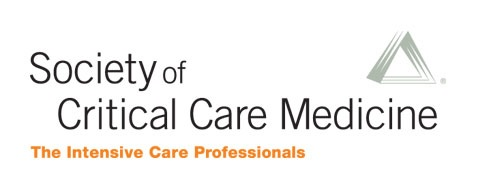 Society of
Critical Care Medicine
®
The Intensive Care Professionals